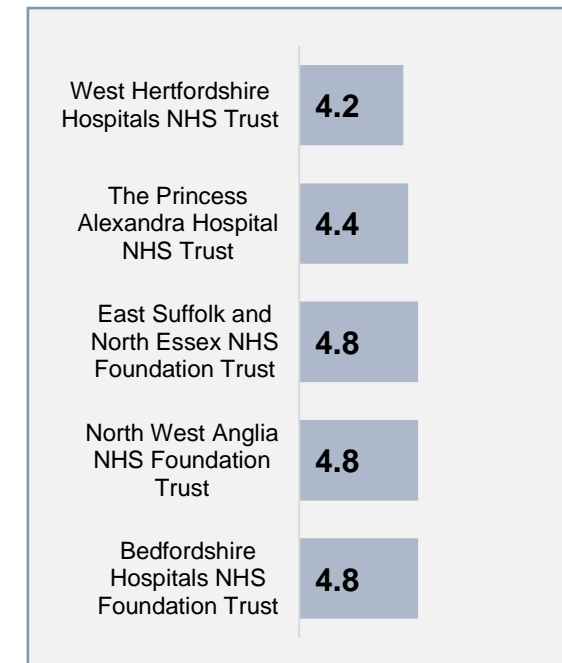 West Hertfordshire
Hospitals NHS Trust
4.2
The Princess
Alexandra Hospital
NHS Trust
4.4
East Suffolk and
North Essex NHS
Foundation Trust
4.8
North West Anglia
NHS Foundation
Trust
4.8
Bedfordshire
Hospitals NHS
Foundation Trust
4.8